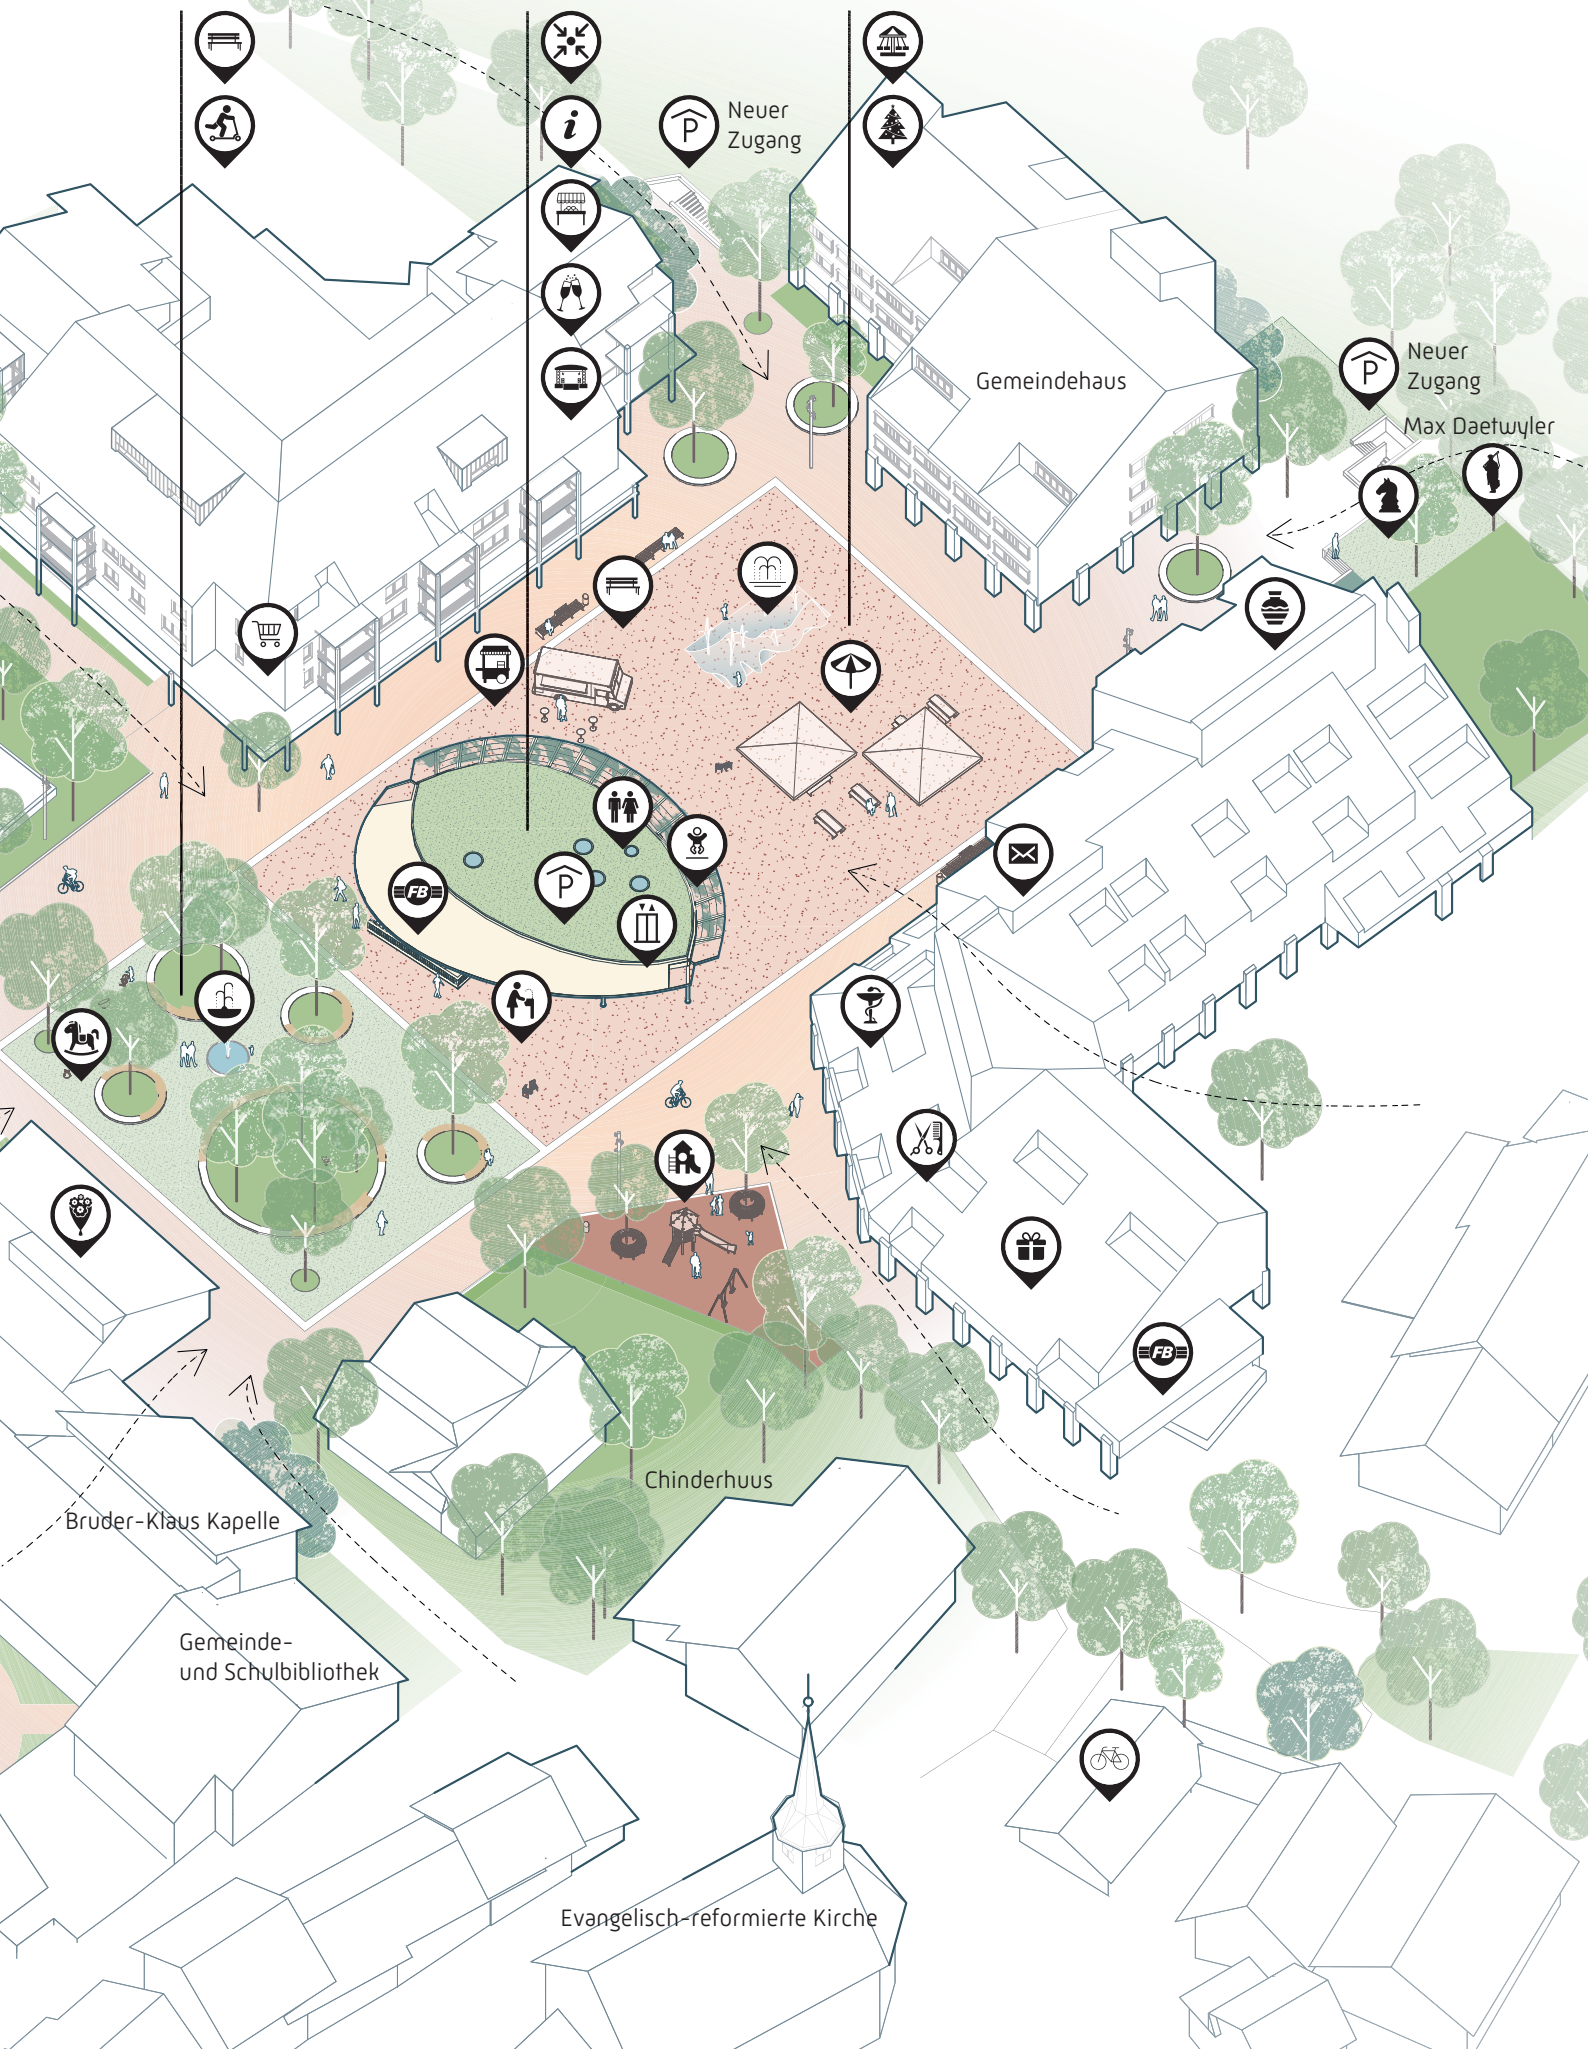 i
P
Neuer
Zugang
Gemeindehaus
P
Neuer
Zugang
Max Daetwyler
FB
P
FB
Chinderhuus
Bruder-Klaus Kapelle
Gemeinde-
und Schulbibliothek
Evangelisch-reformierte Kirche